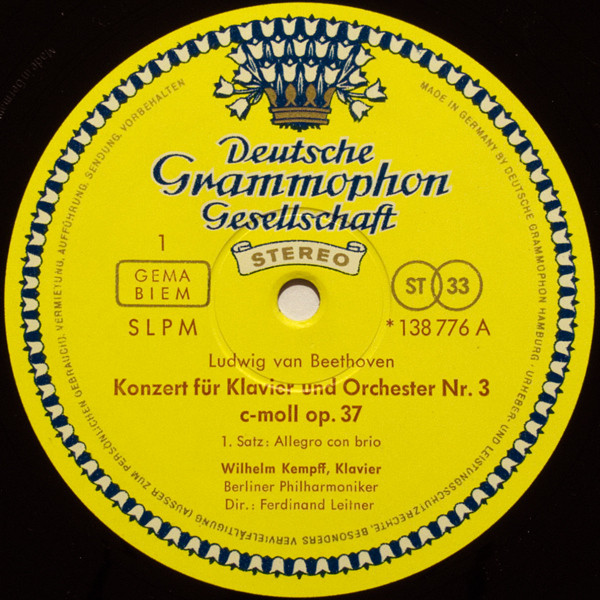 Deutsche
Grammophon
Gesellschaft
STEREO
1
GEMA
BIEM
SLPM
ST 33
*138 776 A
Ludwig van Beethoven
Konzert für Klavier und Orchester Nr. 3
c-moll op. 37
1. Satz: Allegro con brio
Wilhelm Kempff, Klavier
Berliner Philharmoniker
Dir.: Ferdinand Leitner
MADE IN GERMANY BY DEUTSCHE GRAMMOPHON HAMBURG · URHEBER- UND LEISTUNGSSCHUTZRECHTE, BESONDERS VERVIELFÄLTIGUNG (AUSSER ZUM PERSÖNLICHEN GEBRAUCH), VERMIETUNG, AUFFÜHRUNG, SENDUNG, VORBEHALTEN
Made in Germany